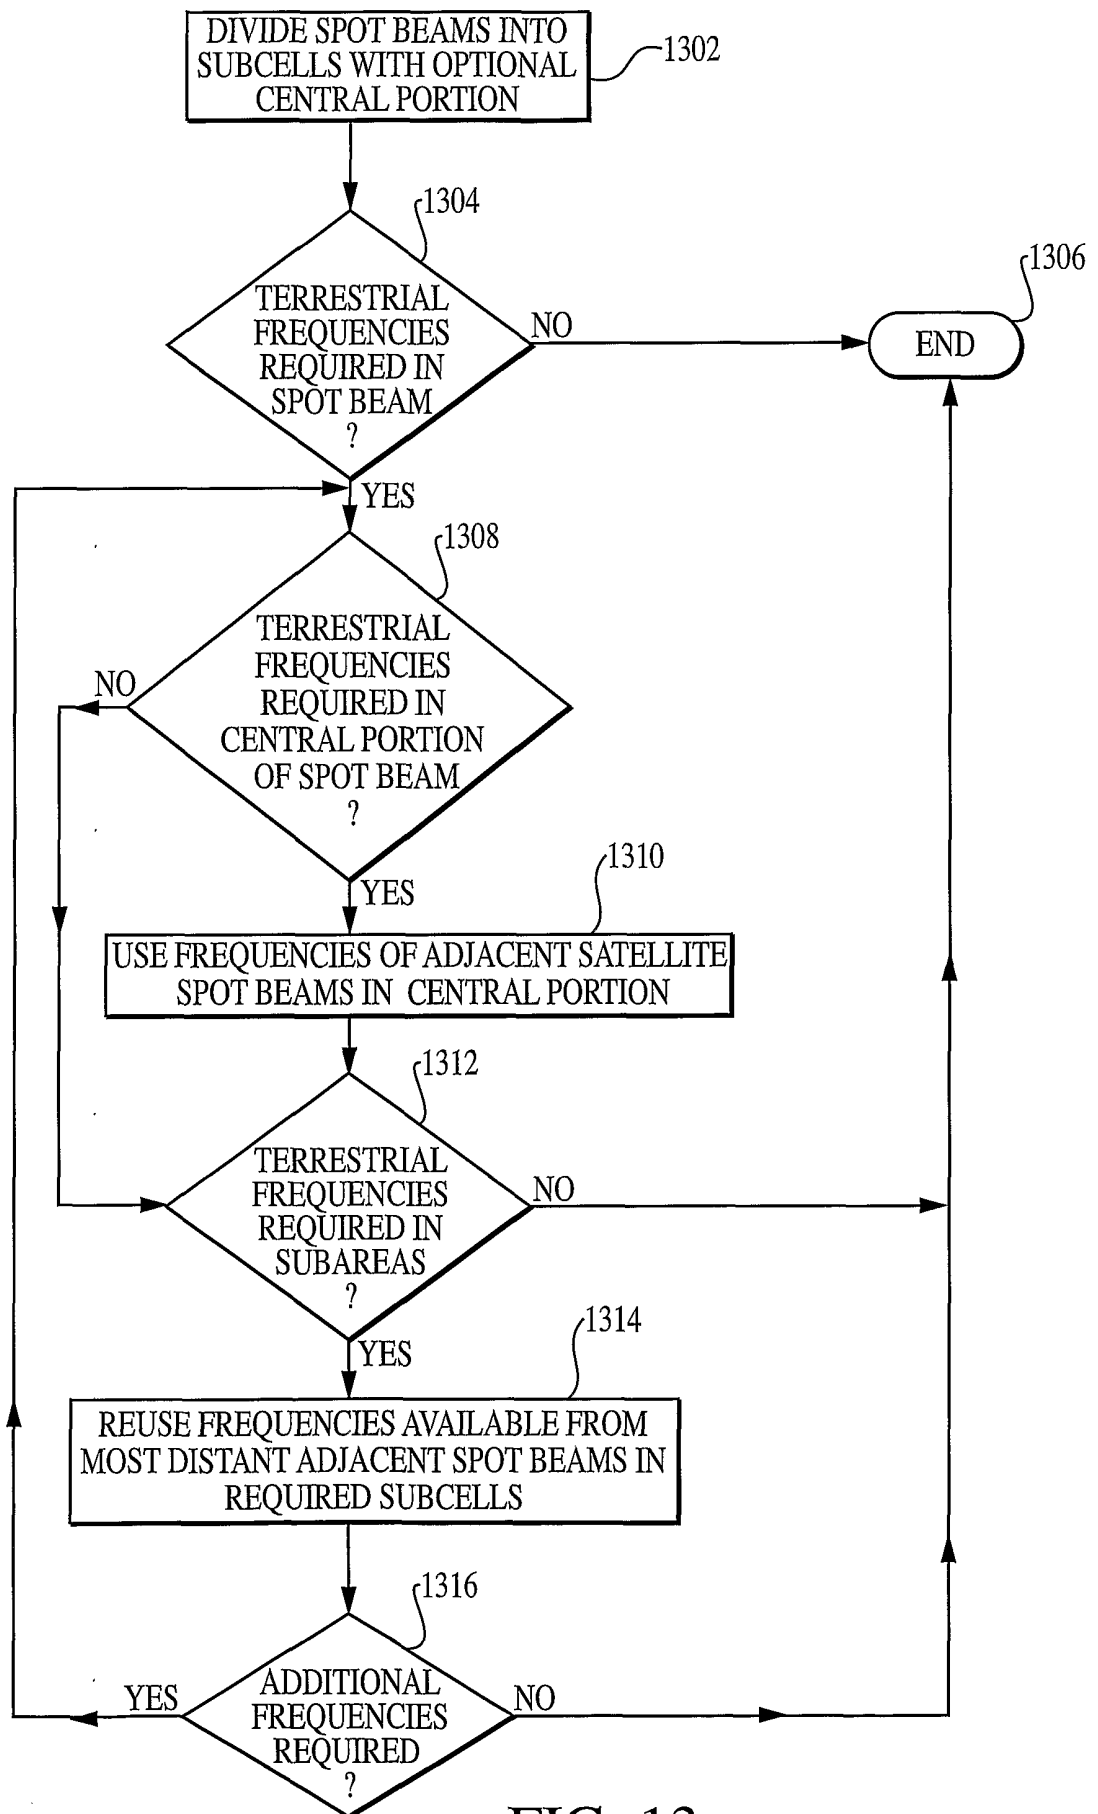 DIVIDE SPOT BEAMS INTO
SUBCELLS WITH OPTIONAL
CENTRAL PORTION
1302
1304
TERRESTRIAL
FREQUENCIES
REQUIRED IN
SPOT BEAM
?
NO
1306
END
YES
1308
TERRESTRIAL
FREQUENCIES
REQUIRED IN
CENTRAL PORTION
OF SPOT BEAM
?
NO
YES
1310
USE FREQUENCIES OF ADJACENT SATELLITE
SPOT BEAMS IN CENTRAL PORTION
1312
TERRESTRIAL
FREQUENCIES
REQUIRED IN
SUBAREAS
?
NO
YES
1314
REUSE FREQUENCIES AVAILABLE FROM
MOST DISTANT ADJACENT SPOT BEAMS IN
REQUIRED SUBCELLS
1316
ADDITIONAL
FREQUENCIES
REQUIRED
?
YES
NO
FIG. 13